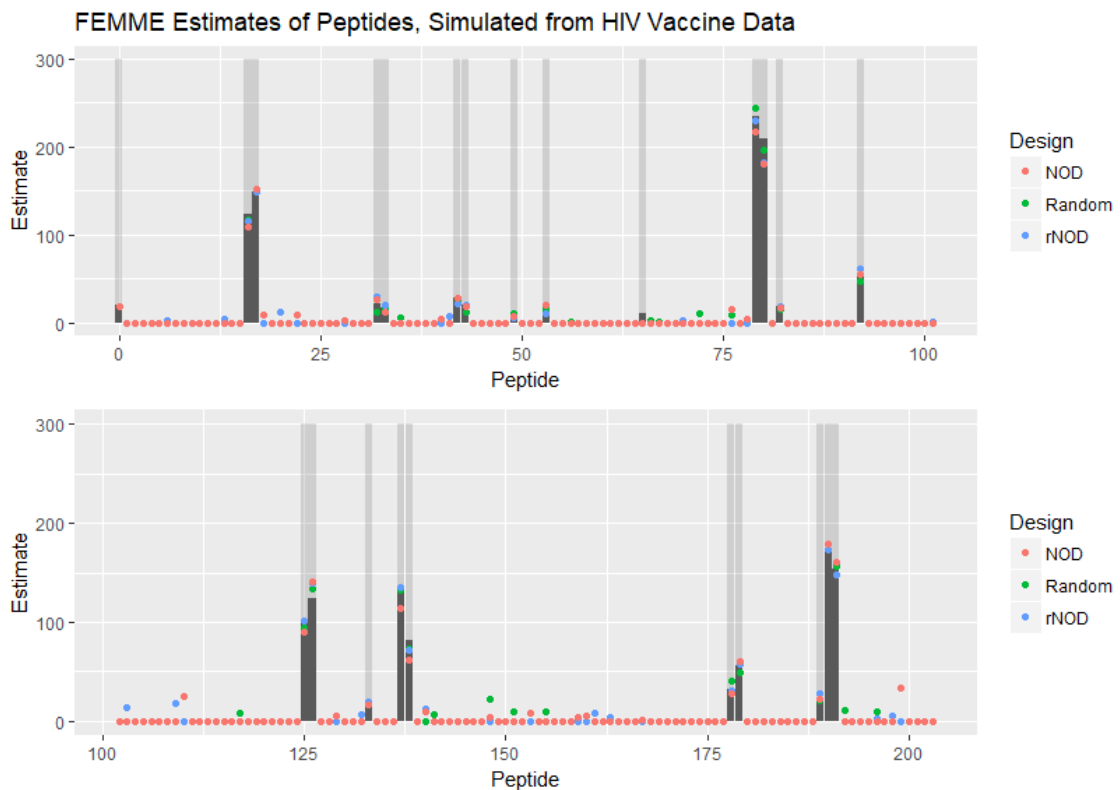 FEMME Estimates of Peptides, Simulated from HIV Vaccine Data
300
200
100
0
Estimate
0 25 50 75 100
Peptide
Design
NOD
Random
rNOD
300
200
100
0
Estimate
100 125 150 175 200
Peptide
Design
NOD
Random
rNOD